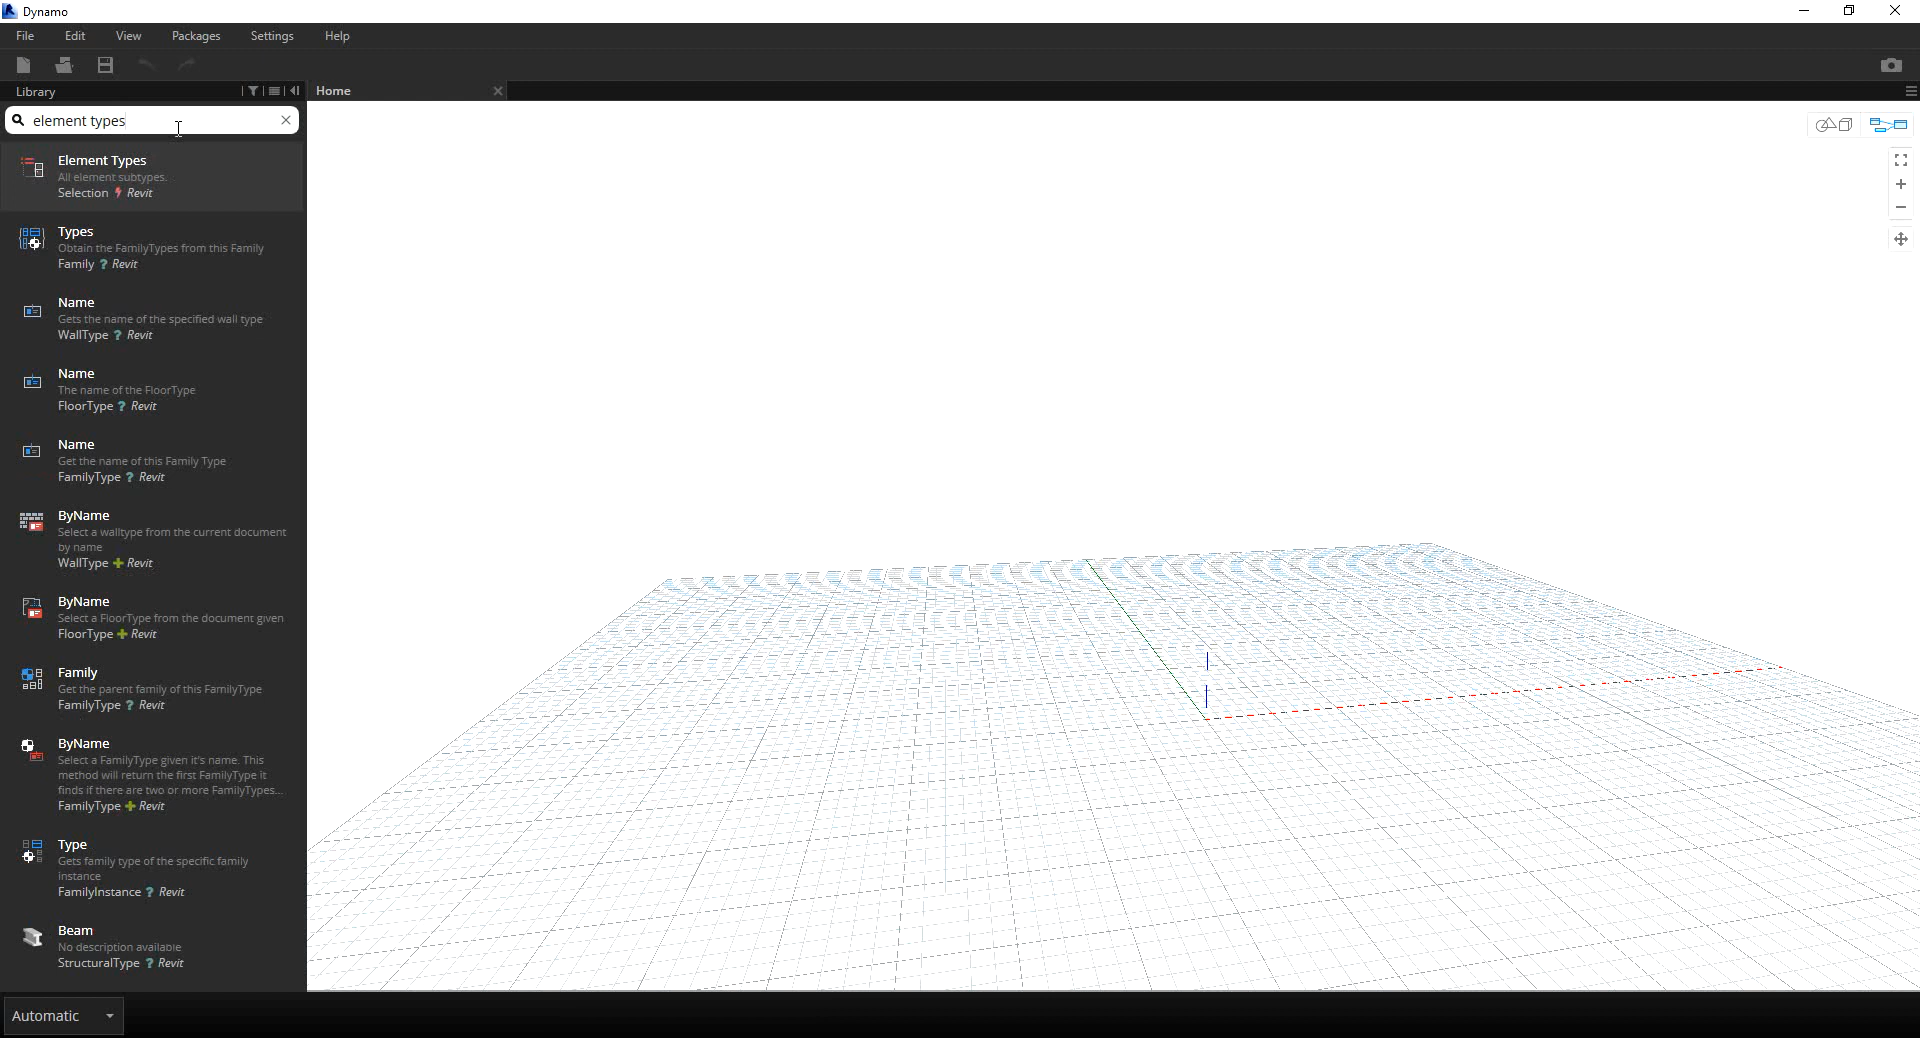 Dynamo
File Edit View Packages Settings Help
Library
Home
element types
Element Types
All element subtypes.
Selection Revit
Types
Obtain the FamilyTypes from this Family
Family ? Revit
Name
Gets the name of the specified wall type
WallType ? Revit
Name
The name of the FloorType
FloorType ? Revit
Name
Get the name of this Family Type
FamilyType ? Revit
ByName
Select a walltype from the current document
by name
WallType + Revit
ByName
Select a FloorType from the document given
FloorType + Revit
Family
Get the parent family of this FamilyType
FamilyType ? Revit
ByName
Select a FamilyType given it's name. This
method will return the first FamilyType it
finds if there are two or more FamilyTypes...
FamilyType + Revit
Type
Gets family type of the specific family
instance
FamilyInstance ? Revit
Beam
No description available
StructuralType ? Revit
Automatic